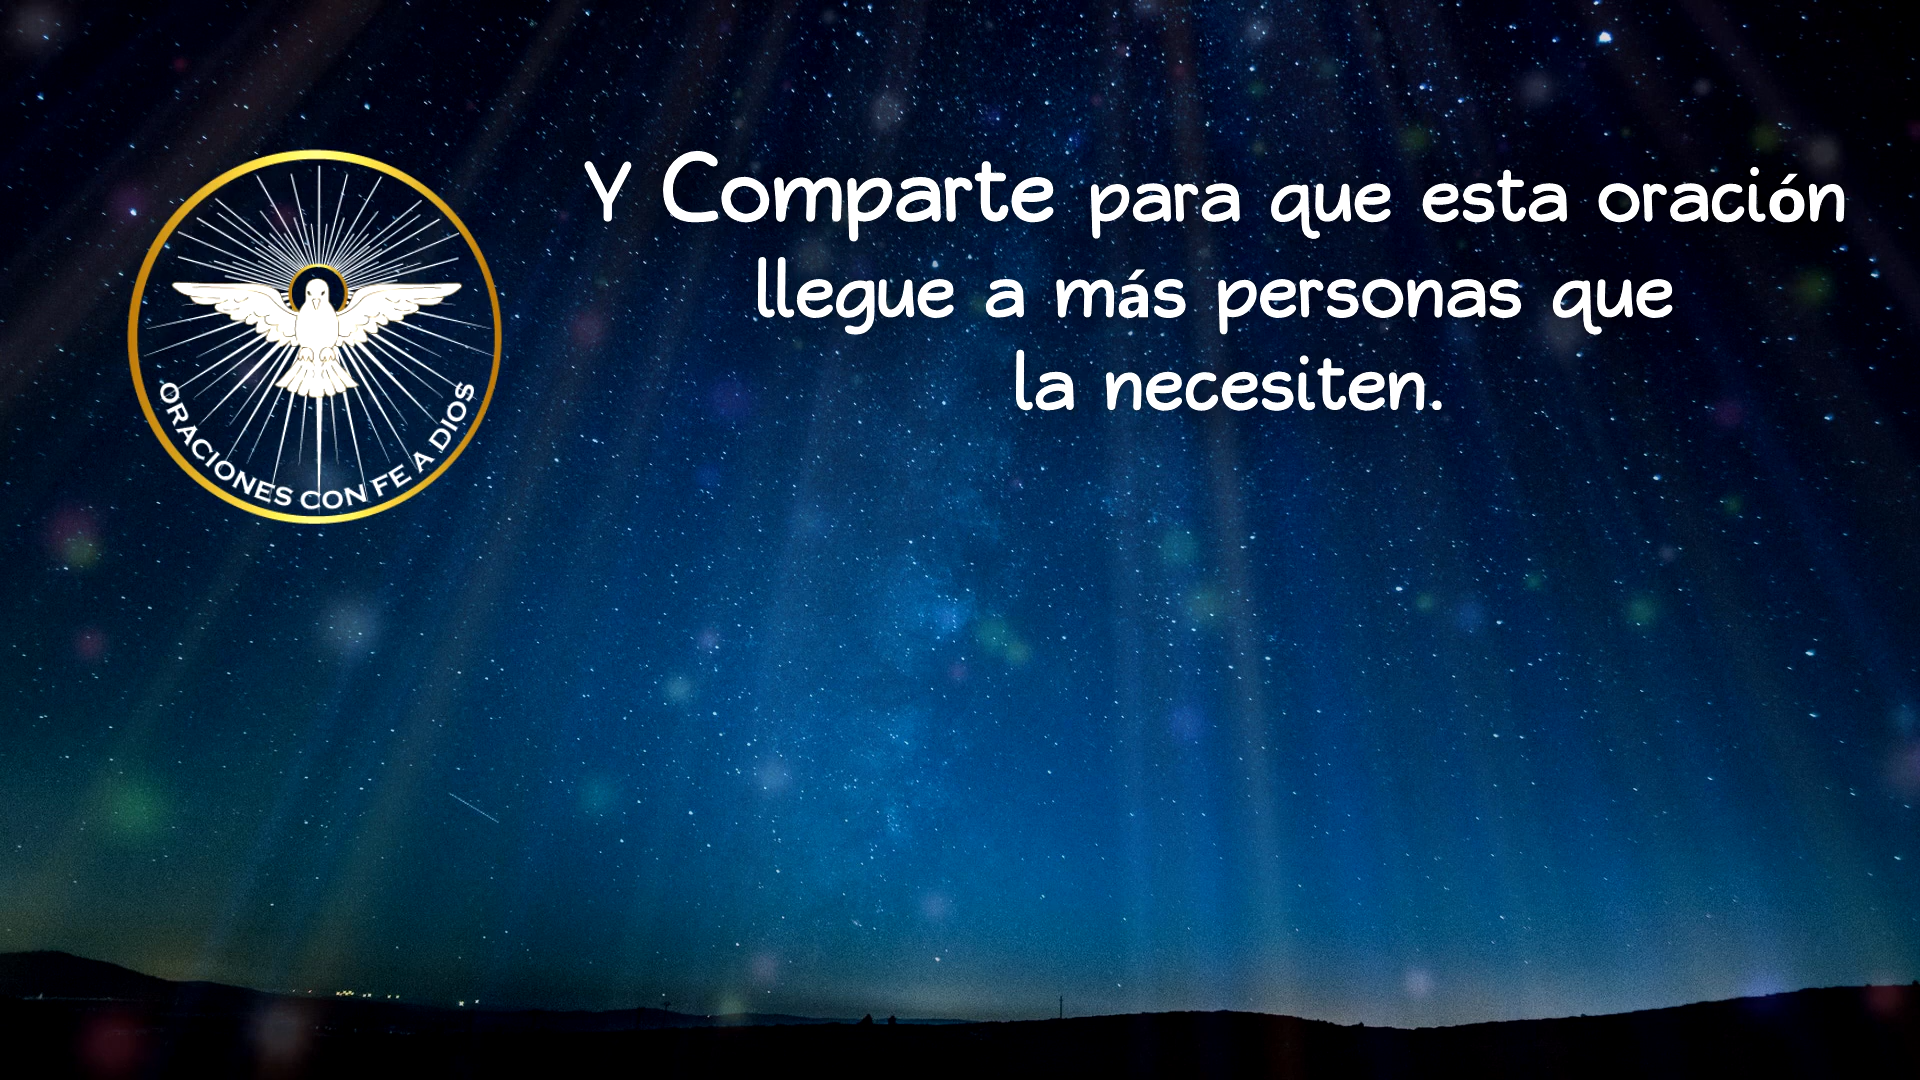 Y Comparte para que esta oración
llegue a más personas que
la necesiten.
ORACIONES CON FE A DIOS